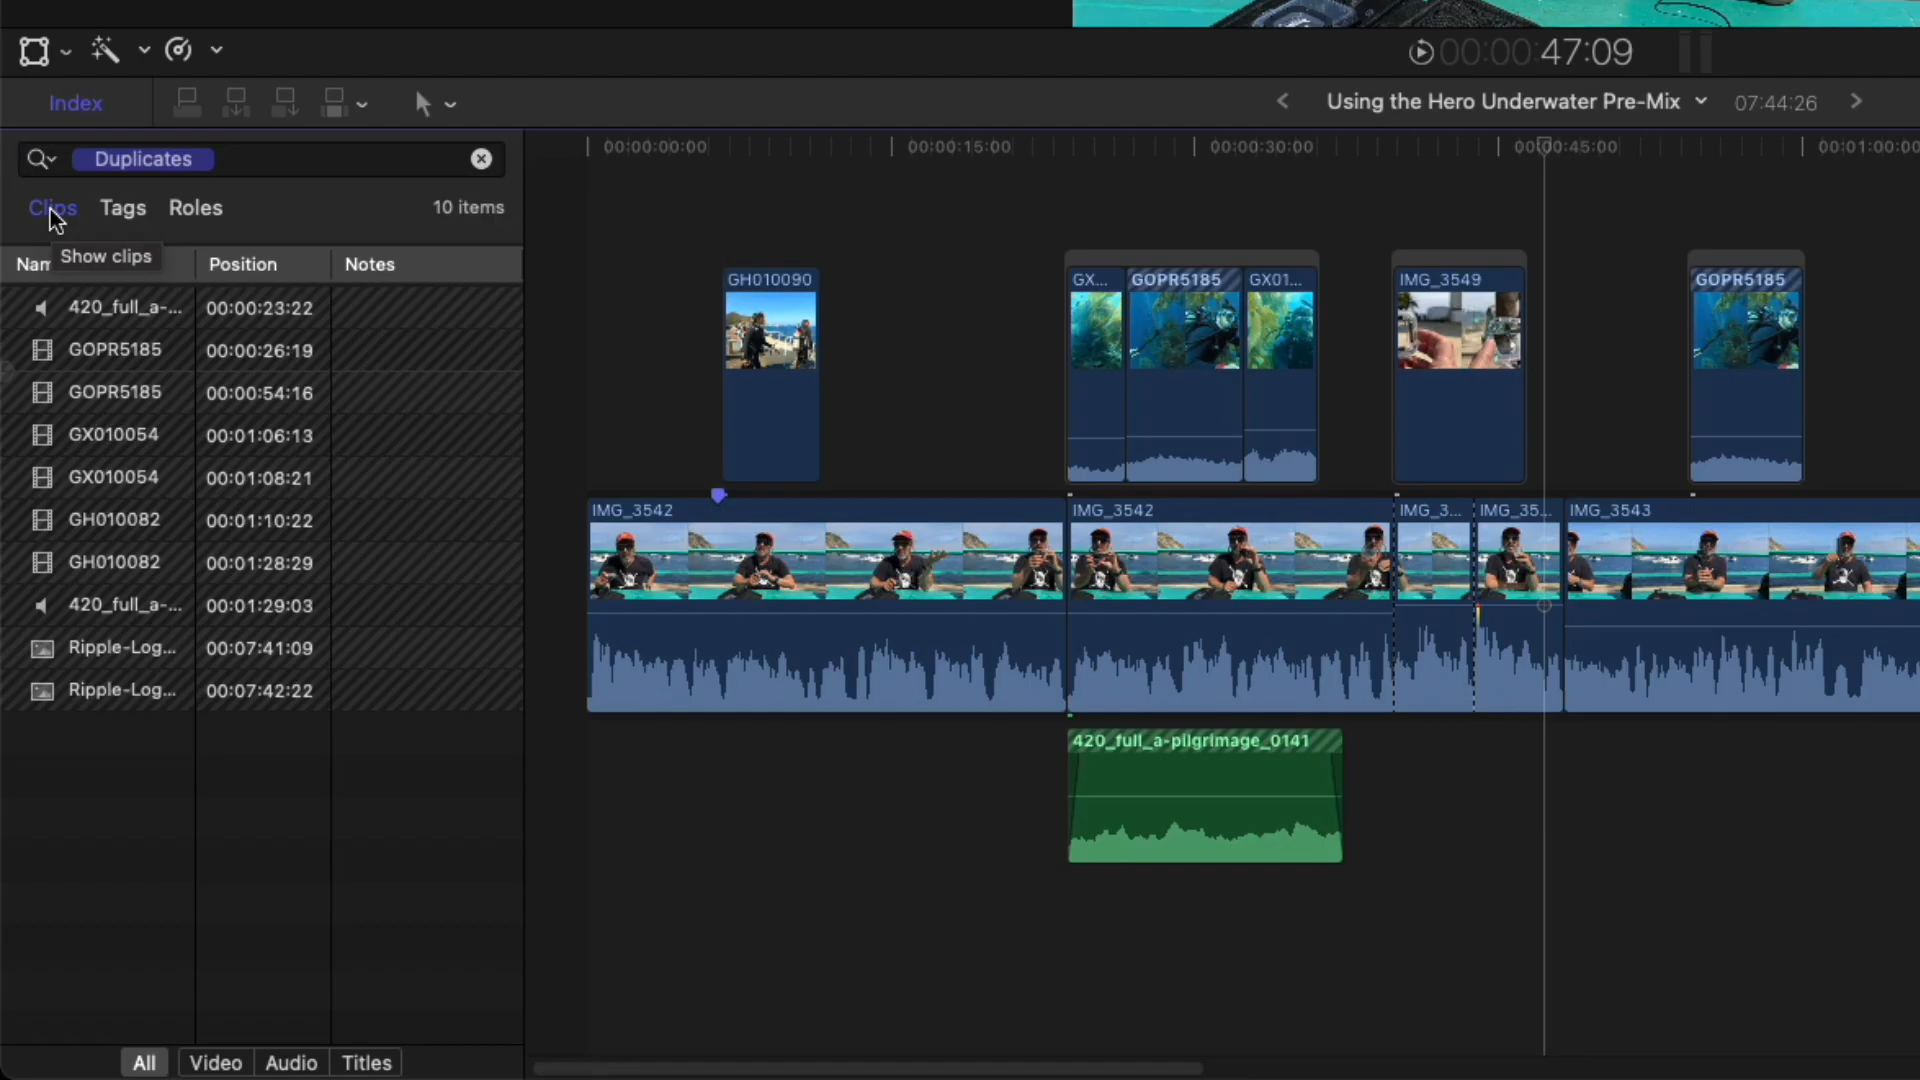 00:00:00:47:09
Index
Using the Hero Underwater Pre-Mix
07:44:26
Duplicates
00:00:00:00
00:00:15:00
00:00:30:00
00:00:45:00
00:01:00:00
Clips
Tags
Roles
10 items
Show clips
Position
Notes
420_full_a-...
00:00:23:22
GOPR5185
00:00:26:19
GOPR5185
00:00:54:16
GX010054
00:01:06:13
GX010054
00:01:08:21
GH010082
00:01:10:22
GH010082
00:01:28:29
420_full_a-...
00:01:29:03
Ripple-Log...
00:07:41:09
Ripple-Log...
00:07:42:22
GH010090
GX...
GOPR5185
GX01...
IMG_3549
GOPR5185
IMG_3542
IMG_3542
IMG_3...
IMG_35...
IMG_3543
420_full_a-pilgrimage_0141
All
Video
Audio
Titles